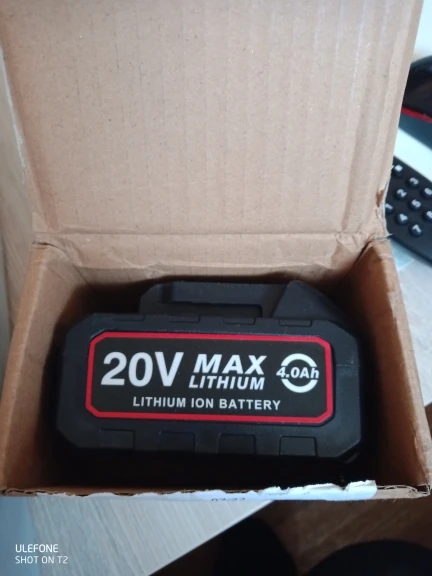 20V MAX LITHIUM 4.0Ah
LITHIUM ION BATTERY
ULEFONE
SHOT ON T2